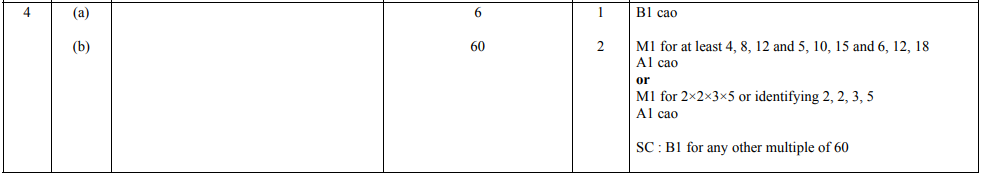 4 (a) 6 1 B1 cao
(b) 60 2 M1 for at least 4, 8, 12 and 5, 10, 15 and 6, 12, 18
A1 cao
or
M1 for 2×2×3×5 or identifying 2, 2, 3, 5
A1 cao
SC : B1 for any other multiple of 60